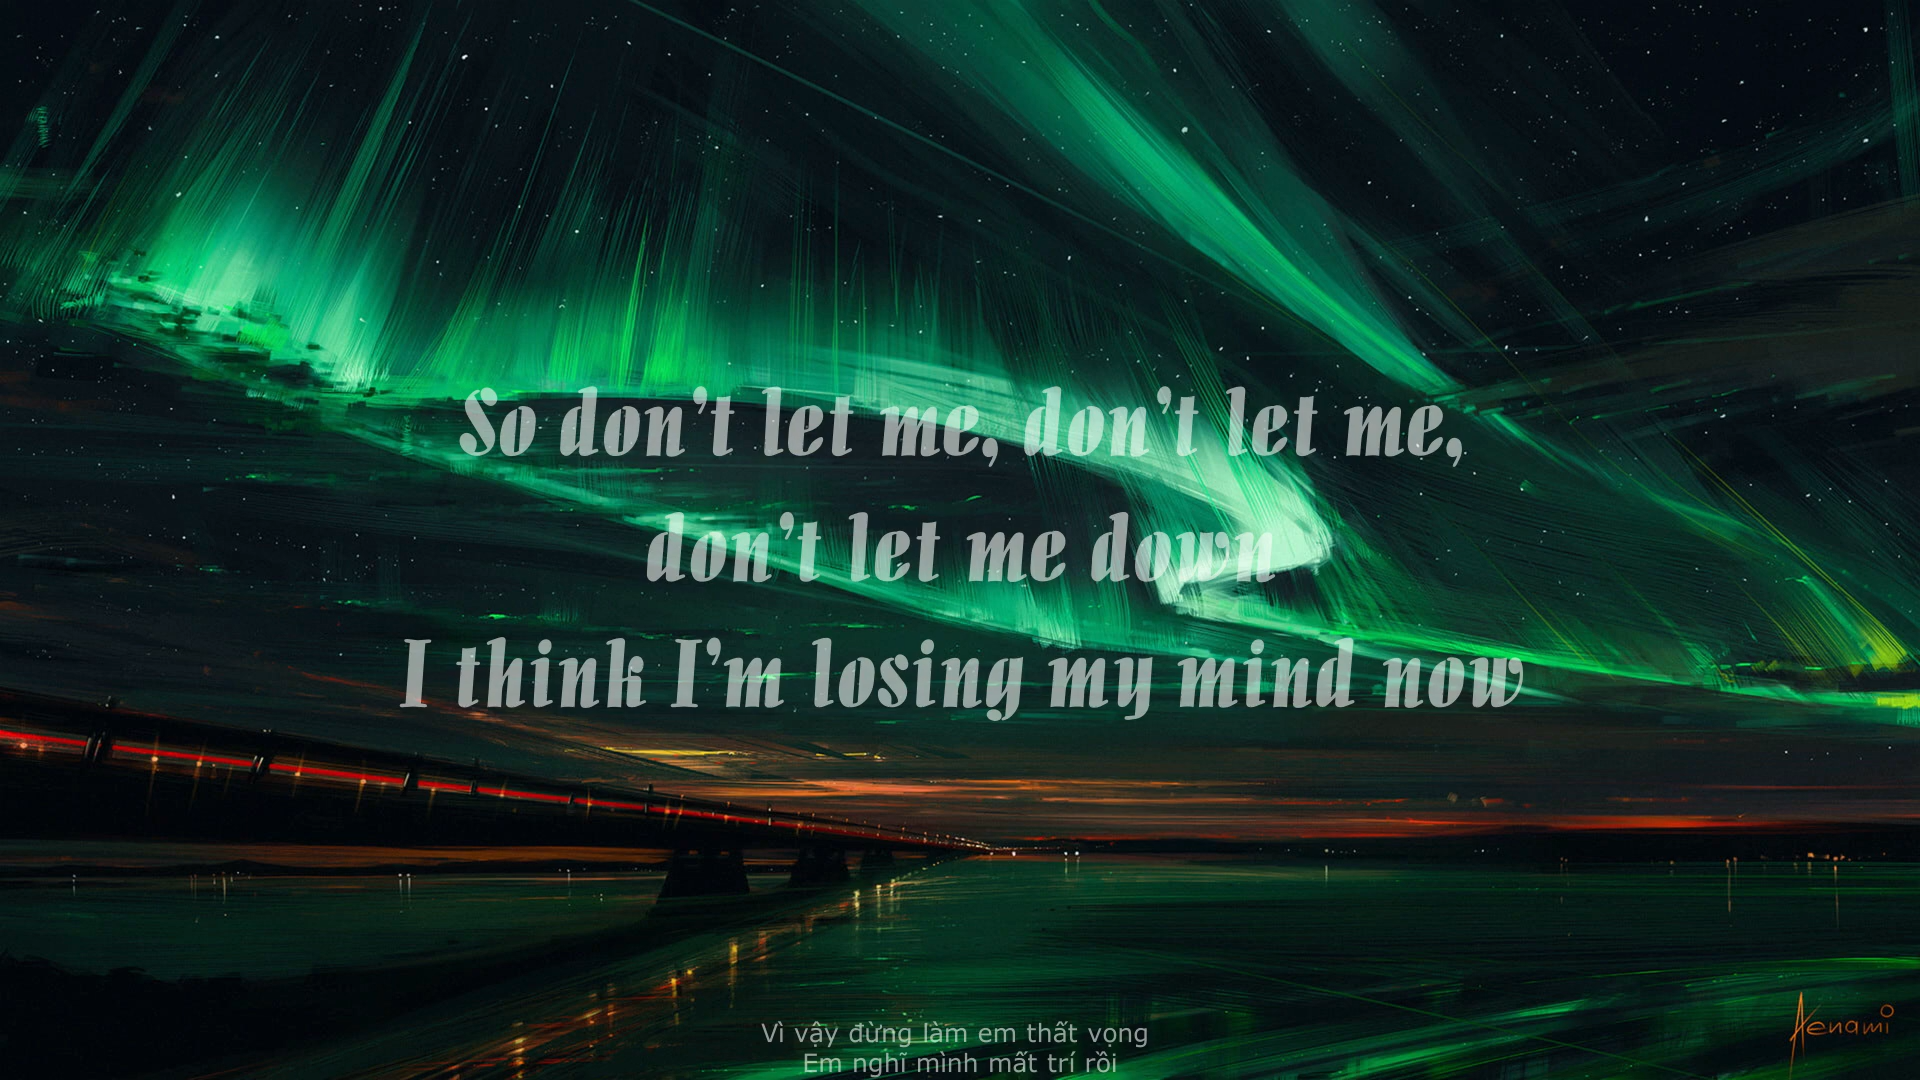 So don't let me, don't let me,
don't let me down
I think I'm losing my mind now
Aenami
Vì vậy đừng làm em thất vọng
Em nghĩ mình mất trí rồi